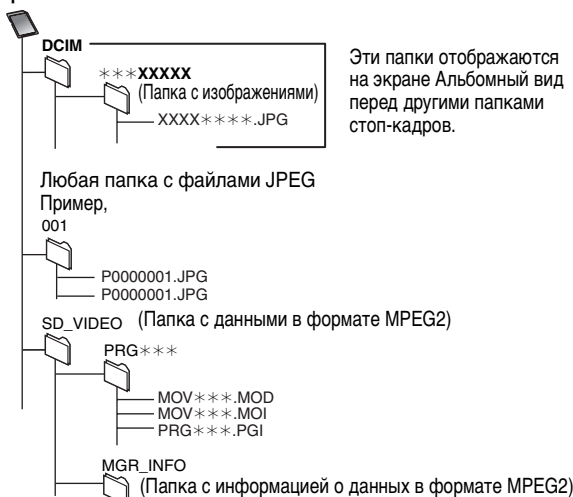 DCIM
∗∗∗XXXXX
(Папка с изображениями)
XXXX∗∗∗∗.JPG
Эти папки отображаются
на экране Альбомный вид
перед другими папками
стоп-кадров.
Любая папка с файлами JPEG
Пример,
001
P0000001.JPG
P0000001.JPG
SD_VIDEO (Папка с данными в формате MPEG2)
PRG∗∗∗
MOV∗∗∗.MOD
MOV∗∗∗.MOI
PRG∗∗∗.PGI
MGR_INFO
(Папка с информацией о данных в формате MPEG2)